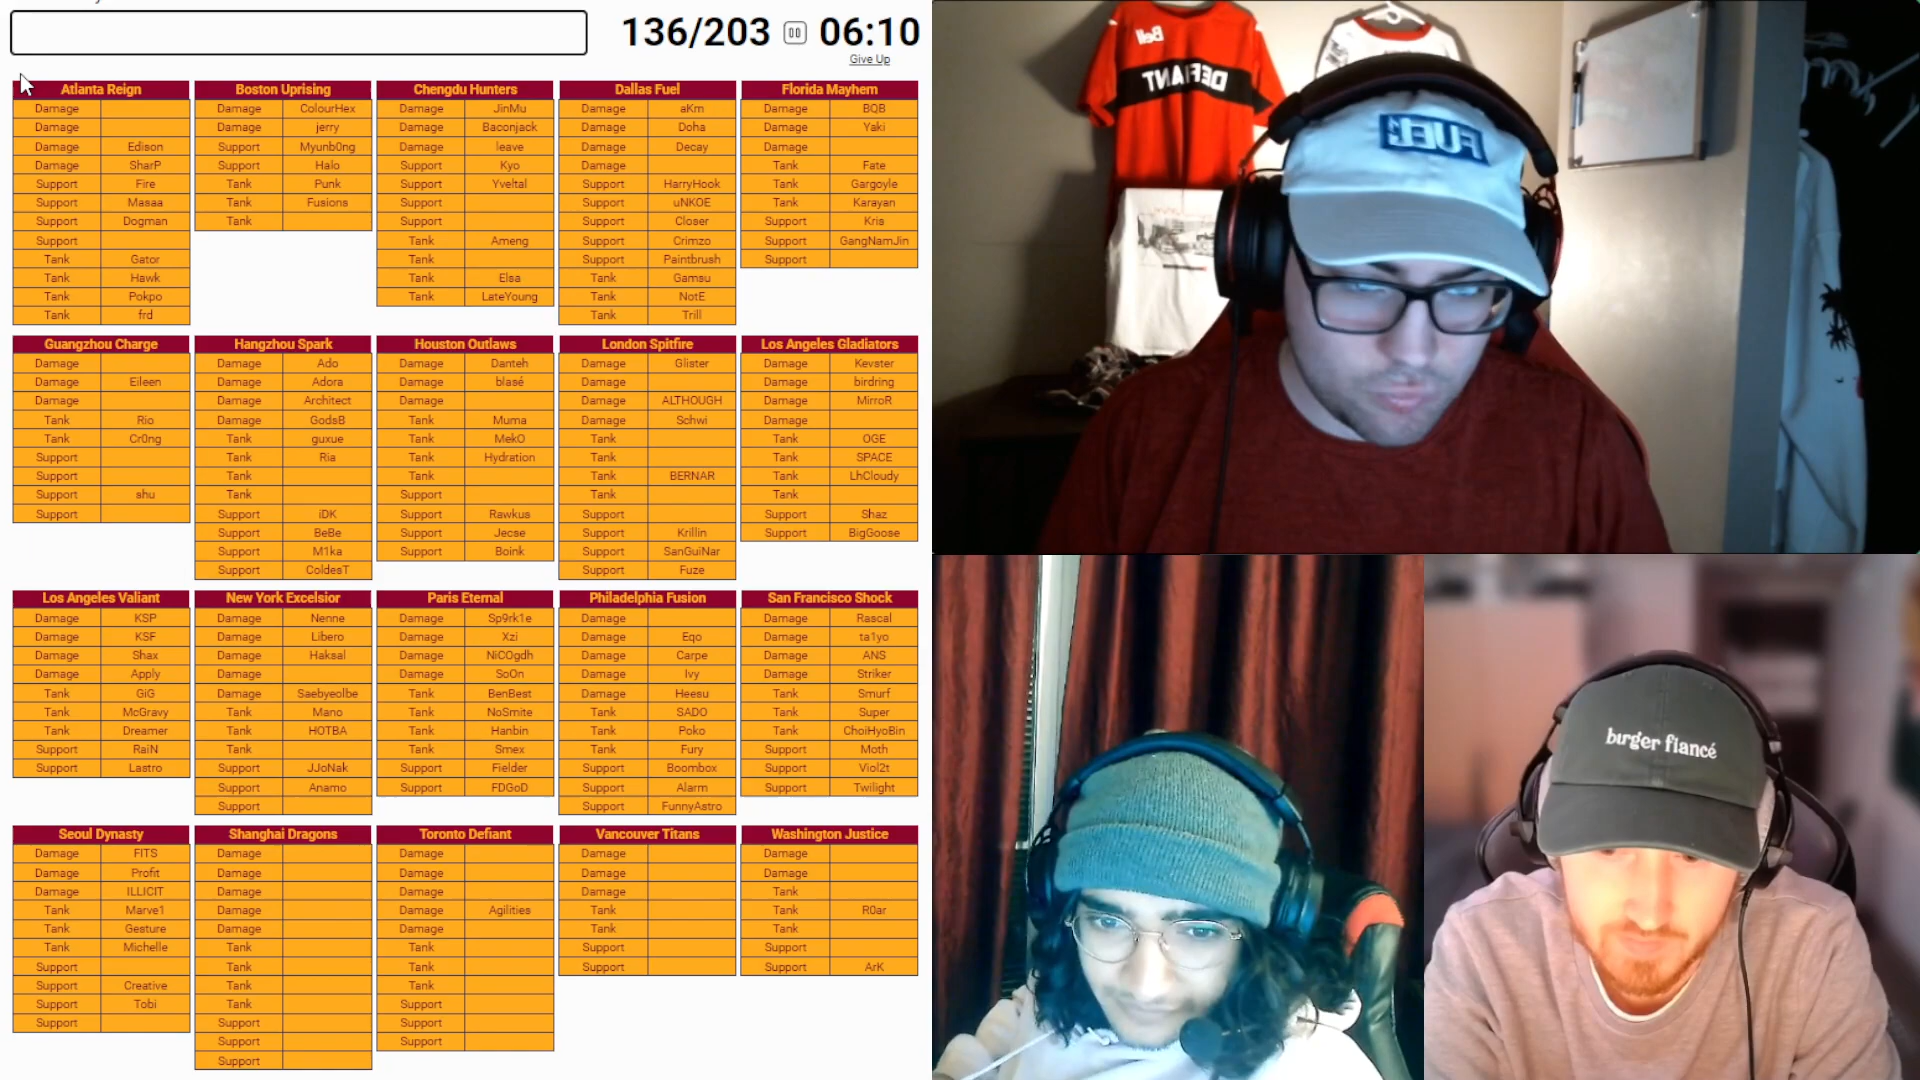 136/203 06:10
Give Up
Atlanta Reign
Damage
Damage
Damage Edison
Damage SharP
Support Fire
Support Masaa
Support Dogman
Support
Tank Gator
Tank Hawk
Tank Pokpo
Tank frd
Boston Uprising
Damage ColourHex
Damage jerry
Support Myunb0ng
Support Halo
Tank Punk
Tank Fusions
Tank
Chengdu Hunters
Damage JinMu
Damage Baconjack
Damage leave
Support Kyo
Support Yveltal
Support
Support
Tank Ameng
Tank
Tank Elsa
Tank LateYoung
Dallas Fuel
Damage aKm
Damage Doha
Damage Decay
Damage
Support HarryHook
Support uNKOE
Support Closer
Support Crimzo
Support Paintbrush
Tank Gamsu
Tank NotE
Tank Trill
Florida Mayhem
Damage BQB
Damage Yaki
Damage
Tank Fate
Tank Gargoyle
Tank Karayan
Support Kris
Support GangNamJin
Support
Guangzhou Charge
Damage
Damage Eileen
Damage
Tank Rio
Tank Cr0ng
Support
Support
Support shu
Support
Hangzhou Spark
Damage Ado
Damage Adora
Damage Architect
Damage GodsB
Tank guxue
Tank Ria
Tank
Tank
Support iDK
Support BeBe
Support M1ka
Support ColdesT
Houston Outlaws
Damage Danteh
Damage blasé
Damage
Tank Muma
Tank MekO
Tank Hydration
Tank
Support
Support Rawkus
Support Jecse
Support Boink
London Spitfire
Damage Glister
Damage
Damage ALTHOUGH
Damage Schwi
Tank
Tank
Tank BERNAR
Tank
Support
Support Krillin
Support SanGuiNar
Support Fuze
Los Angeles Gladiators
Damage Kevster
Damage birdring
Damage MirroR
Damage
Tank OGE
Tank SPACE
Tank LhCloudy
Tank
Support Shaz
Support BigGoose
Los Angeles Valiant
Damage KSP
Damage KSF
Damage Shax
Damage Apply
Tank GiG
Tank McGravy
Tank Dreamer
Support RaiN
Support Lastro
New York Excelsior
Damage Nenne
Damage Libero
Damage Haksal
Damage
Damage Saebyeolbe
Tank Mano
Tank HOTBA
Tank
Support JJoNak
Support Anamo
Support
Paris Eternal
Damage Sp9rk1e
Damage Xzi
Damage NiCOgdh
Damage SoOn
Tank BenBest
Tank NoSmite
Tank Hanbin
Tank Smex
Support Fielder
Support FDGoD
Philadelphia Fusion
Damage
Damage Eqo
Damage Carpe
Damage Ivy
Damage Heesu
Tank SADO
Tank Poko
Tank Fury
Support Boombox
Support Alarm
Support FunnyAstro
San Francisco Shock
Damage Rascal
Damage ta1yo
Damage ANS
Damage Striker
Tank Smurf
Tank Super
Tank ChoiHyoBin
Support Moth
Support Viol2t
Support Twilight
Seoul Dynasty
Damage FITS
Damage Profit
Damage ILLICIT
Tank Marve1
Tank Gesture
Tank Michelle
Support
Support Creative
Support Tobi
Support
Shanghai Dragons
Damage
Damage
Damage
Damage
Damage
Tank
Tank
Tank
Tank
Support
Support
Support
Toronto Defiant
Damage
Damage
Damage
Damage Agilities
Damage
Tank
Tank
Tank
Support
Support
Support
Vancouver Titans
Damage
Damage
Damage
Tank
Tank
Support
Support
Washington Justice
Damage
Damage
Tank
Tank R0ar
Tank
Support
Support ArK
Bell
DEFIANT
FUEL
burger fiancé